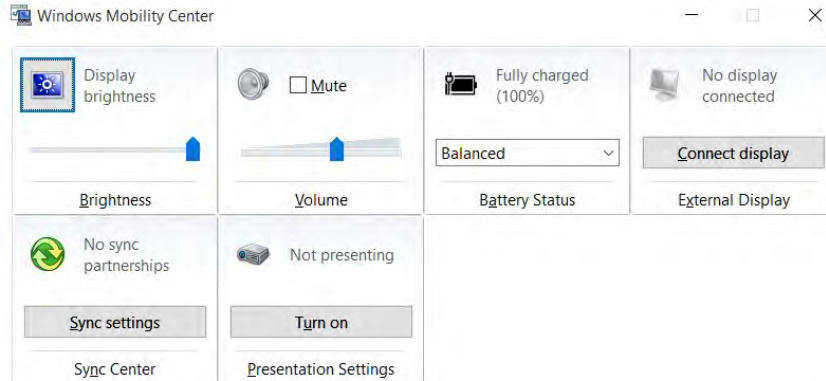 Windows Mobility Center
Display
brightness
Brightness
Mute
Volume
Fully charged
(100%)
Balanced
Battery Status
No display
connected
Connect display
External Display
No sync
partnerships
Sync settings
Sync Center
Not presenting
Turn on
Presentation Settings